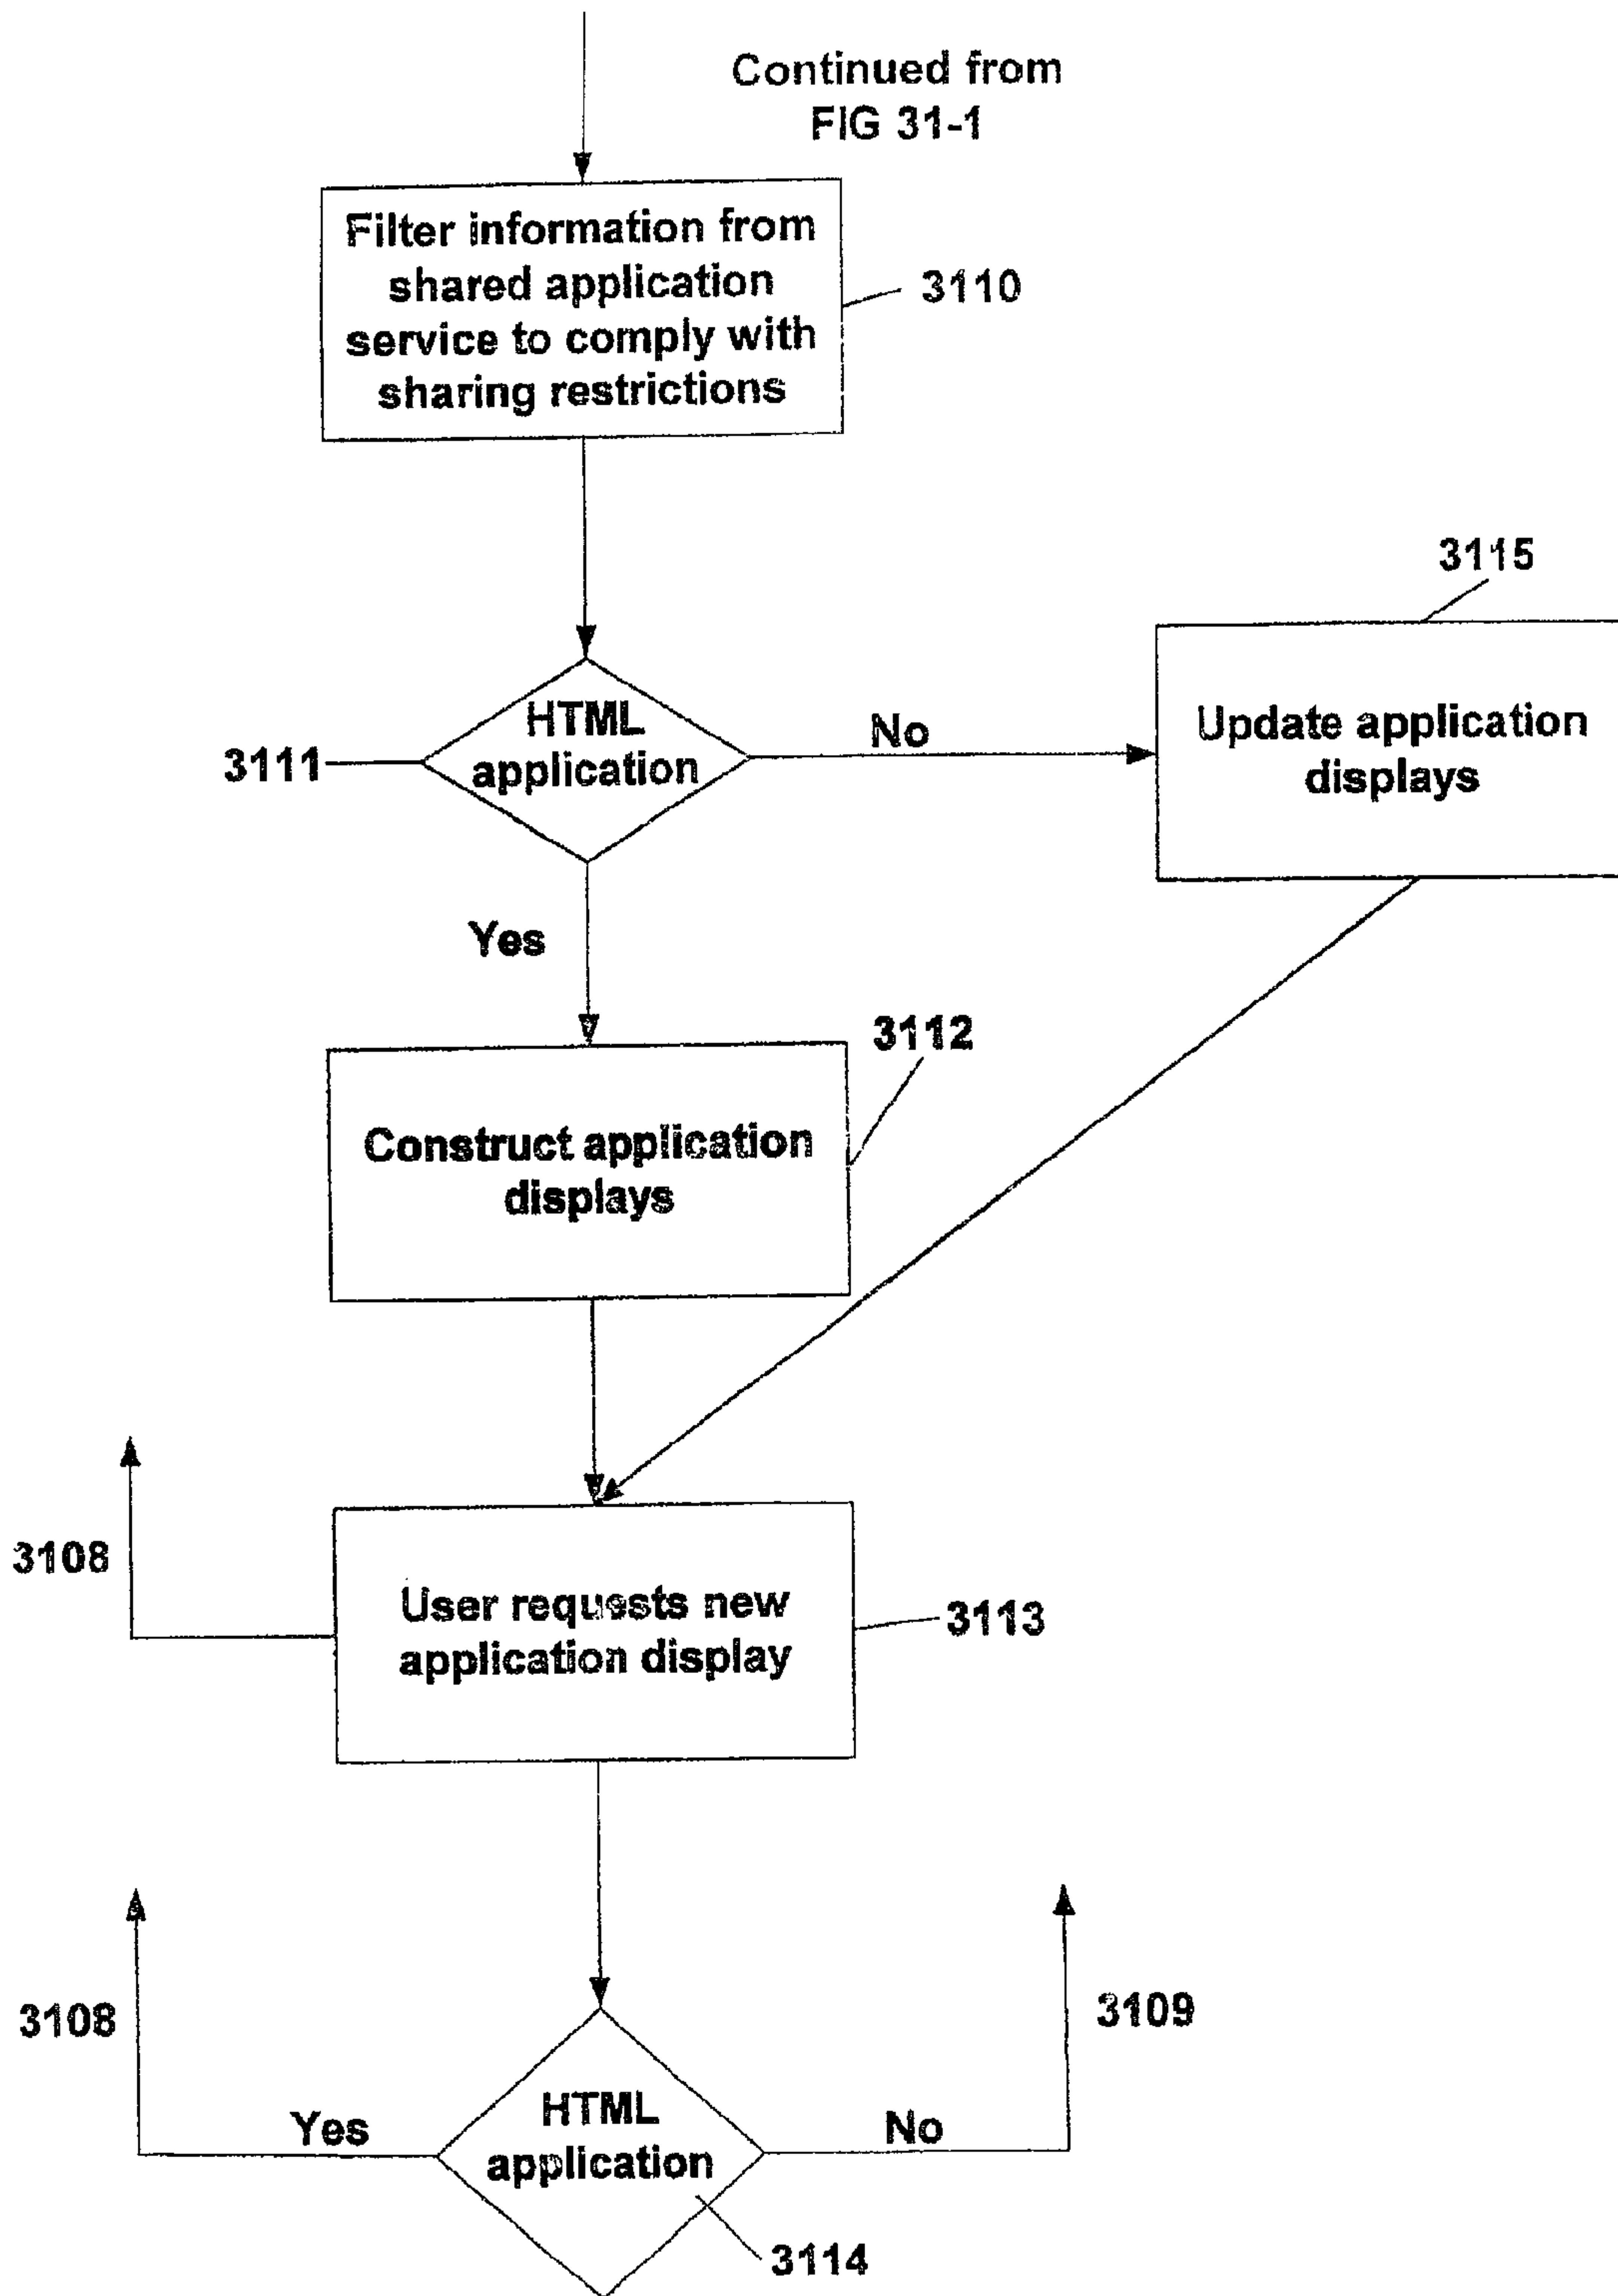 Continued from
FIG 31-1
Filter information from
shared application
service to comply with
sharing restrictions
3110
3115
HTML
application
3111
No
Update application
displays
Yes
3112
Construct application
displays
3108
User requests new
application display
3113
3108
3109
Yes
HTML
application
No
3114